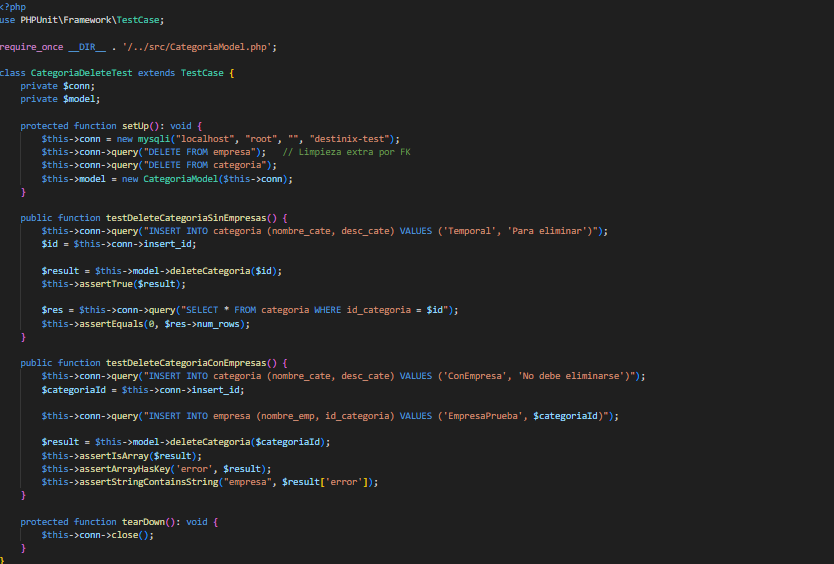 <?php
use PHPUnit\Framework\TestCase;
require_once __DIR__ . '/../src/CategoriaModel.php';
class CategoriaDeleteTest extends TestCase {
private $conn;
private $model;
protected function setUp(): void {
$this->conn = new mysqli("localhost", "root", "", "destinix-test");
$this->conn->query("DELETE FROM empresa"); // Limpieza extra por FK
$this->conn->query("DELETE FROM categoria");
$this->model = new CategoriaModel($this->conn);
}
public function testDeleteCategoriaSinEmpresas() {
$this->conn->query("INSERT INTO categoria (nombre_cate, desc_cate) VALUES ('Temporal', 'Para eliminar')");
$id = $this->conn->insert_id;
$result = $this->model->deleteCategoria($id);
$this->assertTrue($result);
$res = $this->conn->query("SELECT * FROM categoria WHERE id_categoria = $id");
$this->assertEquals(0, $res->num_rows);
}
public function testDeleteCategoriaConEmpresas() {
$this->conn->query("INSERT INTO categoria (nombre_cate, desc_cate) VALUES ('ConEmpresa', 'No debe eliminarse')");
$categoriaId = $this->conn->insert_id;
$this->conn->query("INSERT INTO empresa (nombre_emp, id_categoria) VALUES ('EmpresaPrueba', $categoriaId)");
$result = $this->model->deleteCategoria($categoriaId);
$this->assertIsArray($result);
$this->assertArrayHasKey('error', $result);
$this->assertStringContainsString("empresa", $result['error']);
}
protected function tearDown(): void {
$this->conn->close();
}
}